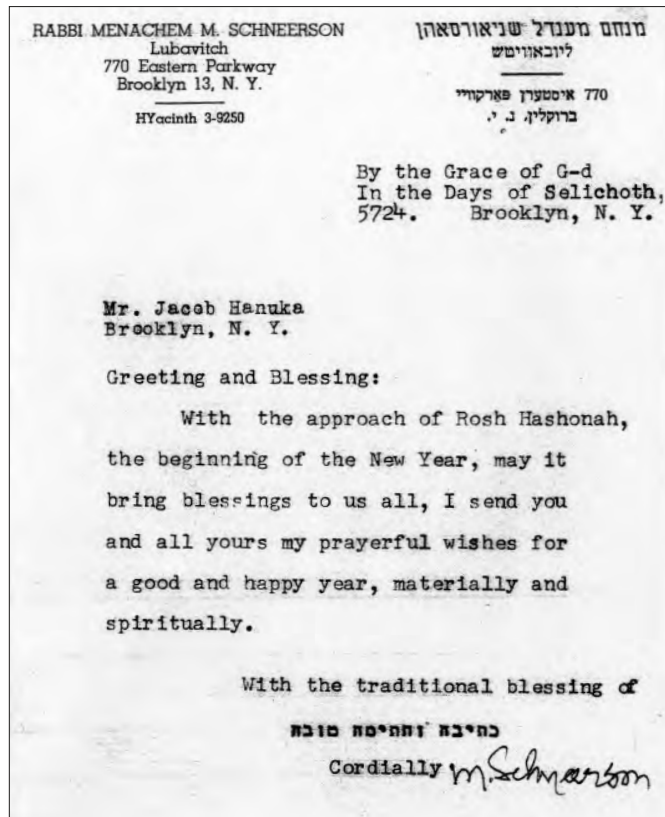 RABBI MENACHEM M. SCHNEERSON
Lubavitch
770 Eastern Parkway
Brooklyn 13, N. Y.
HYacinth 3-9250
מנחם מענדל שניאורסאהן
ליובאוויטש
770 איסטערן פארקוויי
ברוקלין, נ. י.
By the Grace of G-d
In the Days of Selichoth,
5724. Brooklyn, N. Y.
Mr. Jacob Hanuka
Brooklyn, N. Y.
Greeting and Blessing:
With the approach of Rosh Hashonah,
the beginning of the New Year, may it
bring blessings to us all, I send you
and all yours my prayerful wishes for
a good and happy year, materially and
spiritually.
With the traditional blessing of
כתיבה וחתימה טובה
Cordially M. Schneerson